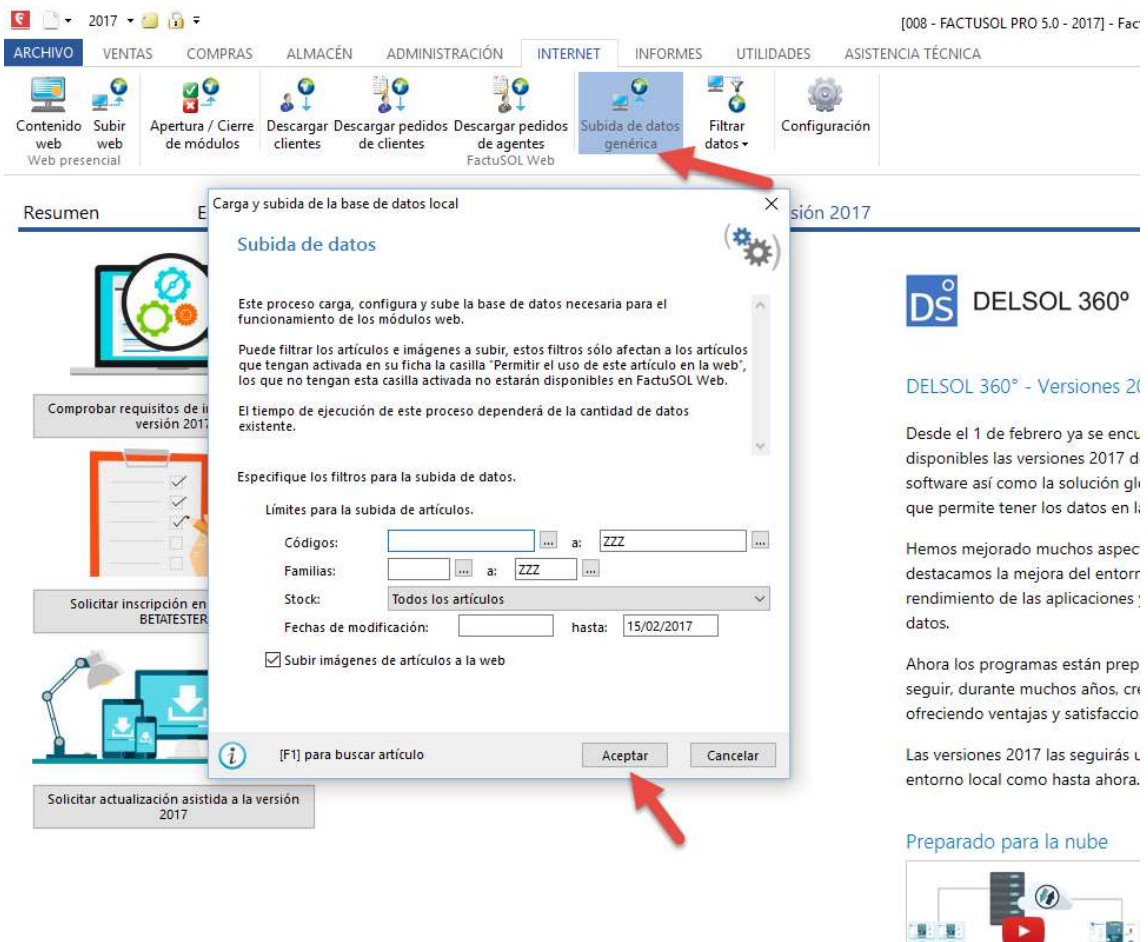 2017
[008 - FACTUSOL PRO 5.0 - 2017] - Fac
ARCHIVO VENTAS COMPRAS ALMACÉN ADMINISTRACIÓN INTERNET INFORMES UTILIDADES ASISTENCIA TÉCNICA
Contenido Subir Apertura / Cierre Descargar Descargar pedidos Descargar pedidos Subida de datos Filtrar Configuración
web web de módulos clientes de clientes de agentes genérica datos
Web presencial FactuSOL Web
Resumen E sión 2017
Carga y subida de la base de datos local
Subida de datos
Este proceso carga, configura y sube la base de datos necesaria para el
funcionamiento de los módulos web.
Puede filtrar los artículos e imágenes a subir, estos filtros sólo afectan a los artículos
que tengan activada en su ficha la casilla "Permitir el uso de este artículo en la web",
los que no tengan esta casilla activada no estarán disponibles en FactuSOL Web.
El tiempo de ejecución de este proceso dependerá de la cantidad de datos
existente.
Especifique los filtros para la subida de datos.
Límites para la subida de artículos.
Códigos: ... a: ZZZ ...
Familias: ... a: ZZZ ...
Stock: Todos los artículos
Fechas de modificación: hasta: 15/02/2017
Subir imágenes de artículos a la web
[F1] para buscar artículo Aceptar Cancelar
Comprobar requisitos de i
versión 2017
Solicitar inscripción en
BETATESTER
Solicitar actualización asistida a la versión
2017
DS DELSOL 360º
DELSOL 360° - Versiones 20
Desde el 1 de febrero ya se encu
disponibles las versiones 2017 d
software así como la solución gl
que permite tener los datos en l
Hemos mejorado muchos aspec
destacamos la mejora del entorn
rendimiento de las aplicaciones y
datos.
Ahora los programas están prep
seguir, durante muchos años, cre
ofreciendo ventajas y satisfaccio
Las versiones 2017 las seguirás u
entorno local como hasta ahora.
Preparado para la nube